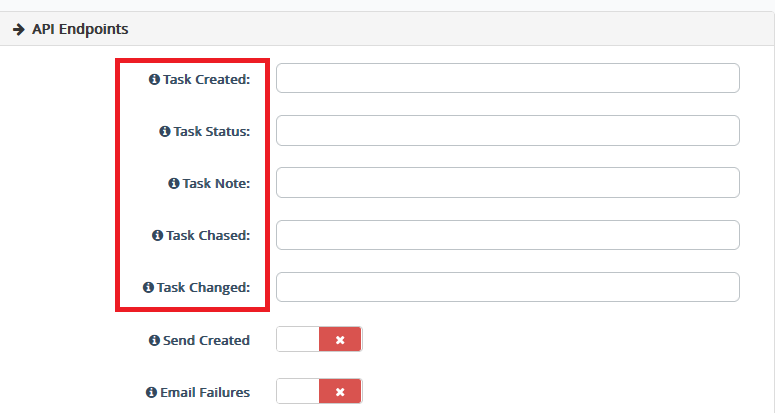 API Endpoints
Task Created:
Task Status:
Task Note:
Task Chased:
Task Changed:
Send Created
Email Failures